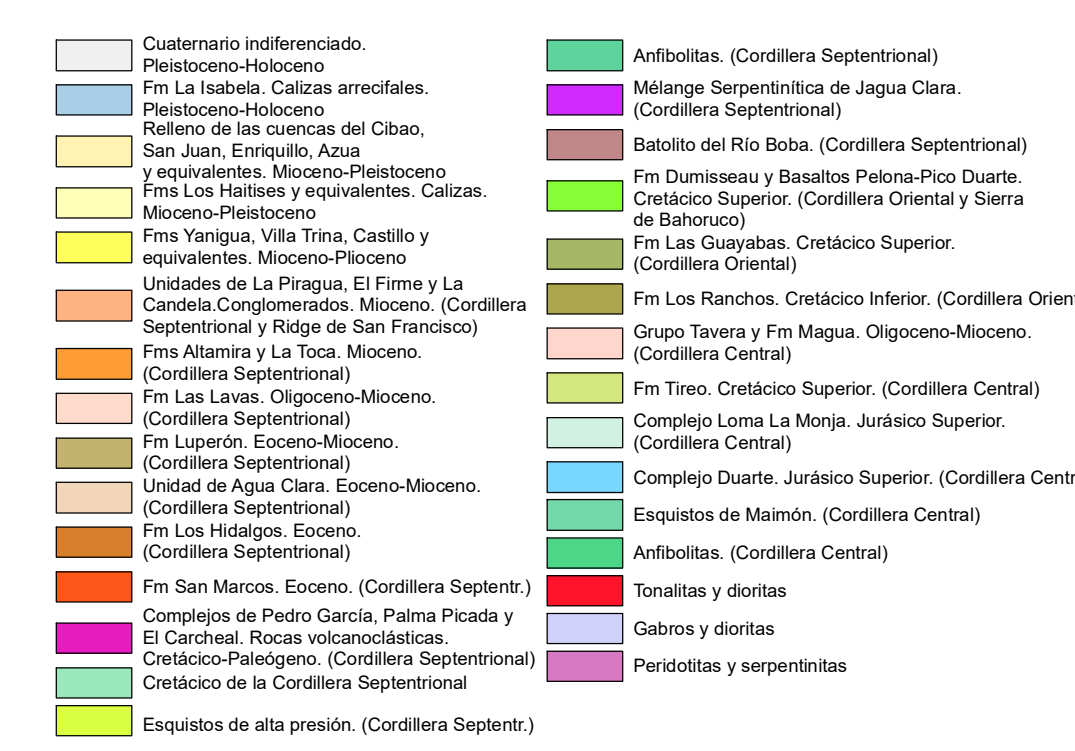 Cuaternario indiferenciado.
Pleistoceno-Holoceno
Fm La Isabela. Calizas arrecifales.
Pleistoceno-Holoceno
Relleno de las cuencas del Cibao,
San Juan, Enriquillo, Azua
y equivalentes. Mioceno-Pleistoceno
Fms Los Haitises y equivalentes. Calizas.
Mioceno-Pleistoceno
Fms Yanigua, Villa Trina, Castillo y
equivalentes. Mioceno-Plioceno
Unidades de La Piragua, El Firme y La
Candela.Conglomerados. Mioceno. (Cordillera
Septentrional y Ridge de San Francisco)
Fms Altamira y La Toca. Mioceno.
(Cordillera Septentrional)
Fm Las Lavas. Oligoceno-Mioceno.
(Cordillera Septentrional)
Fm Luperón. Eoceno-Mioceno.
(Cordillera Septentrional)
Unidad de Agua Clara. Eoceno-Mioceno.
(Cordillera Septentrional)
Fm Los Hidalgos. Eoceno.
(Cordillera Septentrional)
Fm San Marcos. Eoceno. (Cordillera Septentr.)
Complejos de Pedro García, Palma Picada y
El Carcheal. Rocas volcanoclásticas.
Cretácico-Paleógeno. (Cordillera Septentrional)
Cretácico de la Cordillera Septentrional
Esquistos de alta presión. (Cordillera Septentr.)
Anfibolitas. (Cordillera Septentrional)
Mélange Serpentinítica de Jagua Clara.
(Cordillera Septentrional)
Batolito del Río Boba. (Cordillera Septentrional)
Fm Dumisseau y Basaltos Pelona-Pico Duarte.
Cretácico Superior. (Cordillera Oriental y Sierra
de Bahoruco)
Fm Las Guayabas. Cretácico Superior.
(Cordillera Oriental)
Fm Los Ranchos. Cretácico Inferior. (Cordillera Orient
Grupo Tavera y Fm Magua. Oligoceno-Mioceno.
(Cordillera Central)
Fm Tireo. Cretácico Superior. (Cordillera Central)
Complejo Loma La Monja. Jurásico Superior.
(Cordillera Central)
Complejo Duarte. Jurásico Superior. (Cordillera Centr
Esquistos de Maimón. (Cordillera Central)
Anfibolitas. (Cordillera Central)
Tonalitas y dioritas
Gabros y dioritas
Peridotitas y serpentinitas